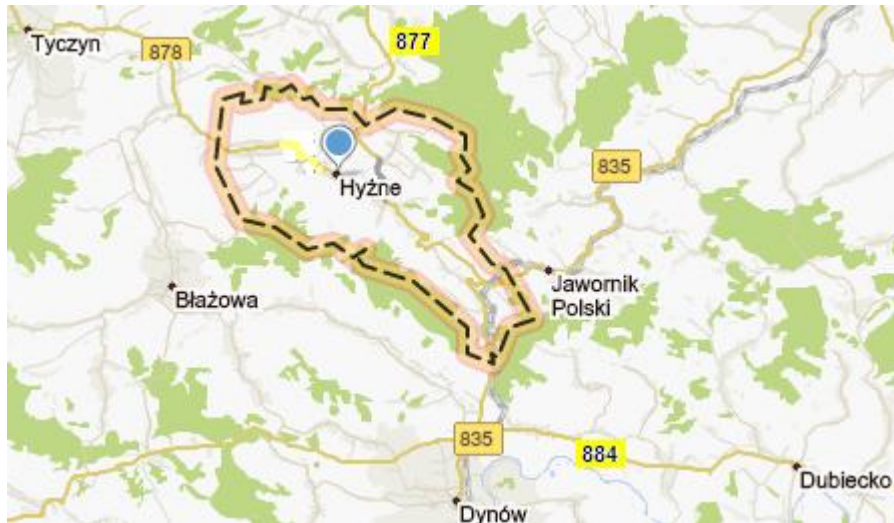 Tyczyn
878
877
835
Hyżne
Jawornik
Polski
Błażowa
835
884
Dubiecko
Dynów